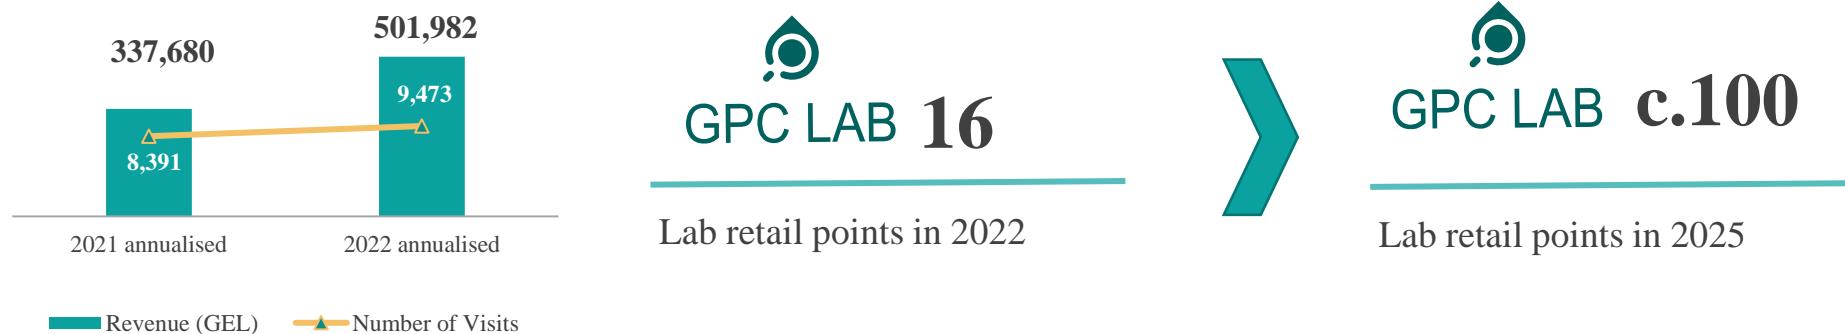 337,680
501,982
9,473
8,391
2021 annualised
2022 annualised
Revenue (GEL)
Number of Visits
GPC LAB 16
Lab retail points in 2022
GPC LAB c.100
Lab retail points in 2025